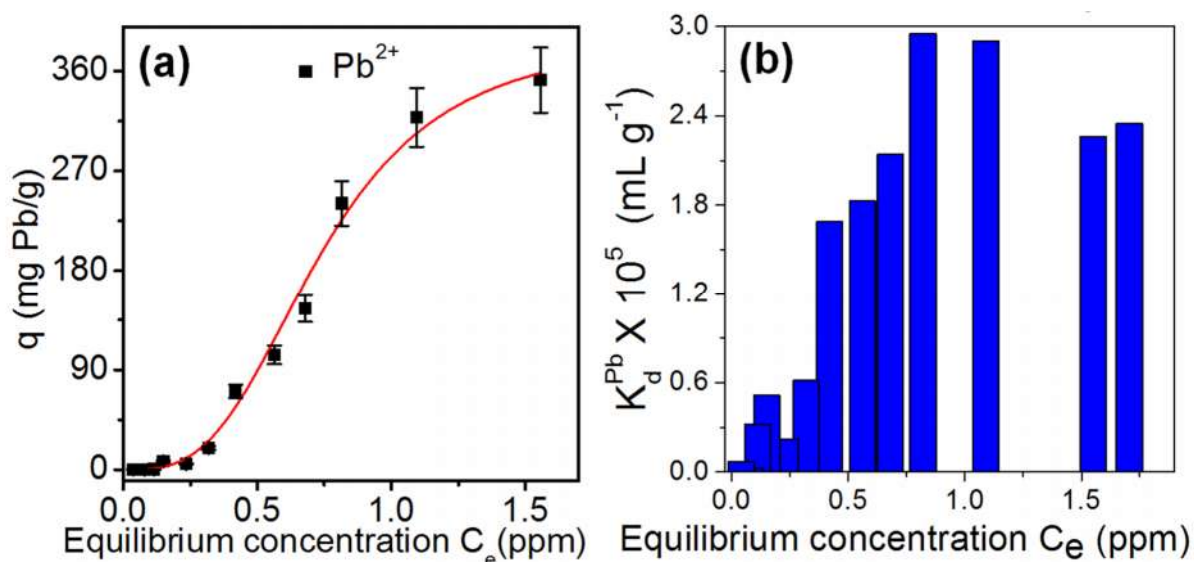 (a)
Pb²⁺
360
270
180
90
0
q (mg Pb/g)
0.0 0.5 1.0 1.5
Equilibrium concentration Cₑ(ppm)
(b)
3.0
2.4
1.8
1.2
0.6
0.0
K_d^Pb X 10⁵ (mL g⁻¹)
0.0 0.5 1.0 1.5
Equilibrium concentration Cₑ (ppm)